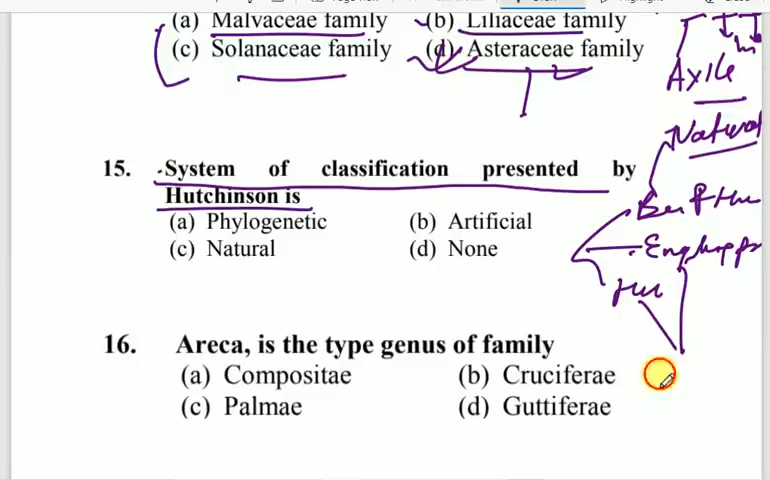 (a) Malvaceae family (b) Liliaceae family
(c) Solanaceae family (d) Asteraceae family
Axile
Natural
15. System of classification presented by
Hutchinson is
(a) Phylogenetic (b) Artificial
(c) Natural (d) None
Hu
16. Areca, is the type genus of family
(a) Compositae (b) Cruciferae
(c) Palmae (d) Guttiferae